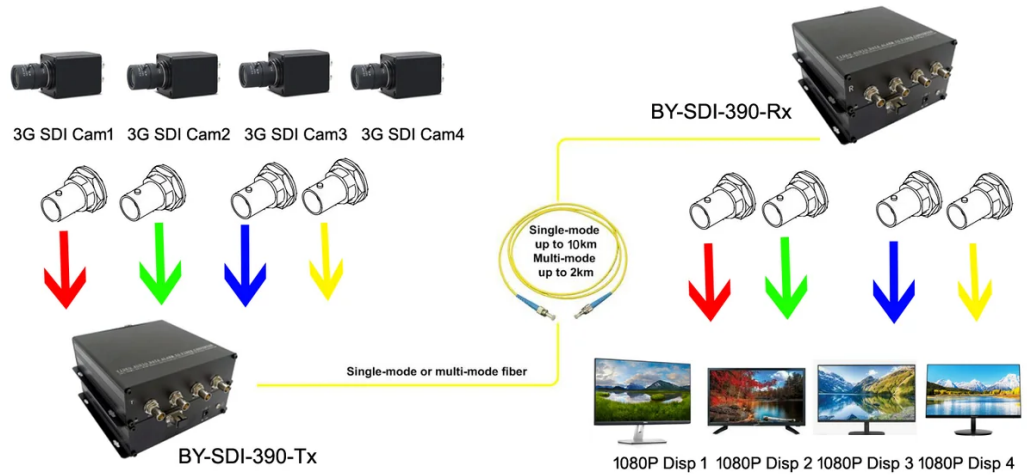 3G SDI Cam1
3G SDI Cam2
3G SDI Cam3
3G SDI Cam4
BY-SDI-390-Rx
R
Single-mode
up to 10km
Multi-mode
up to 2km
Single-mode or multi-mode fiber
BY-SDI-390-Tx
1080P Disp 1
1080P Disp 2
1080P Disp 3
1080P Disp 4